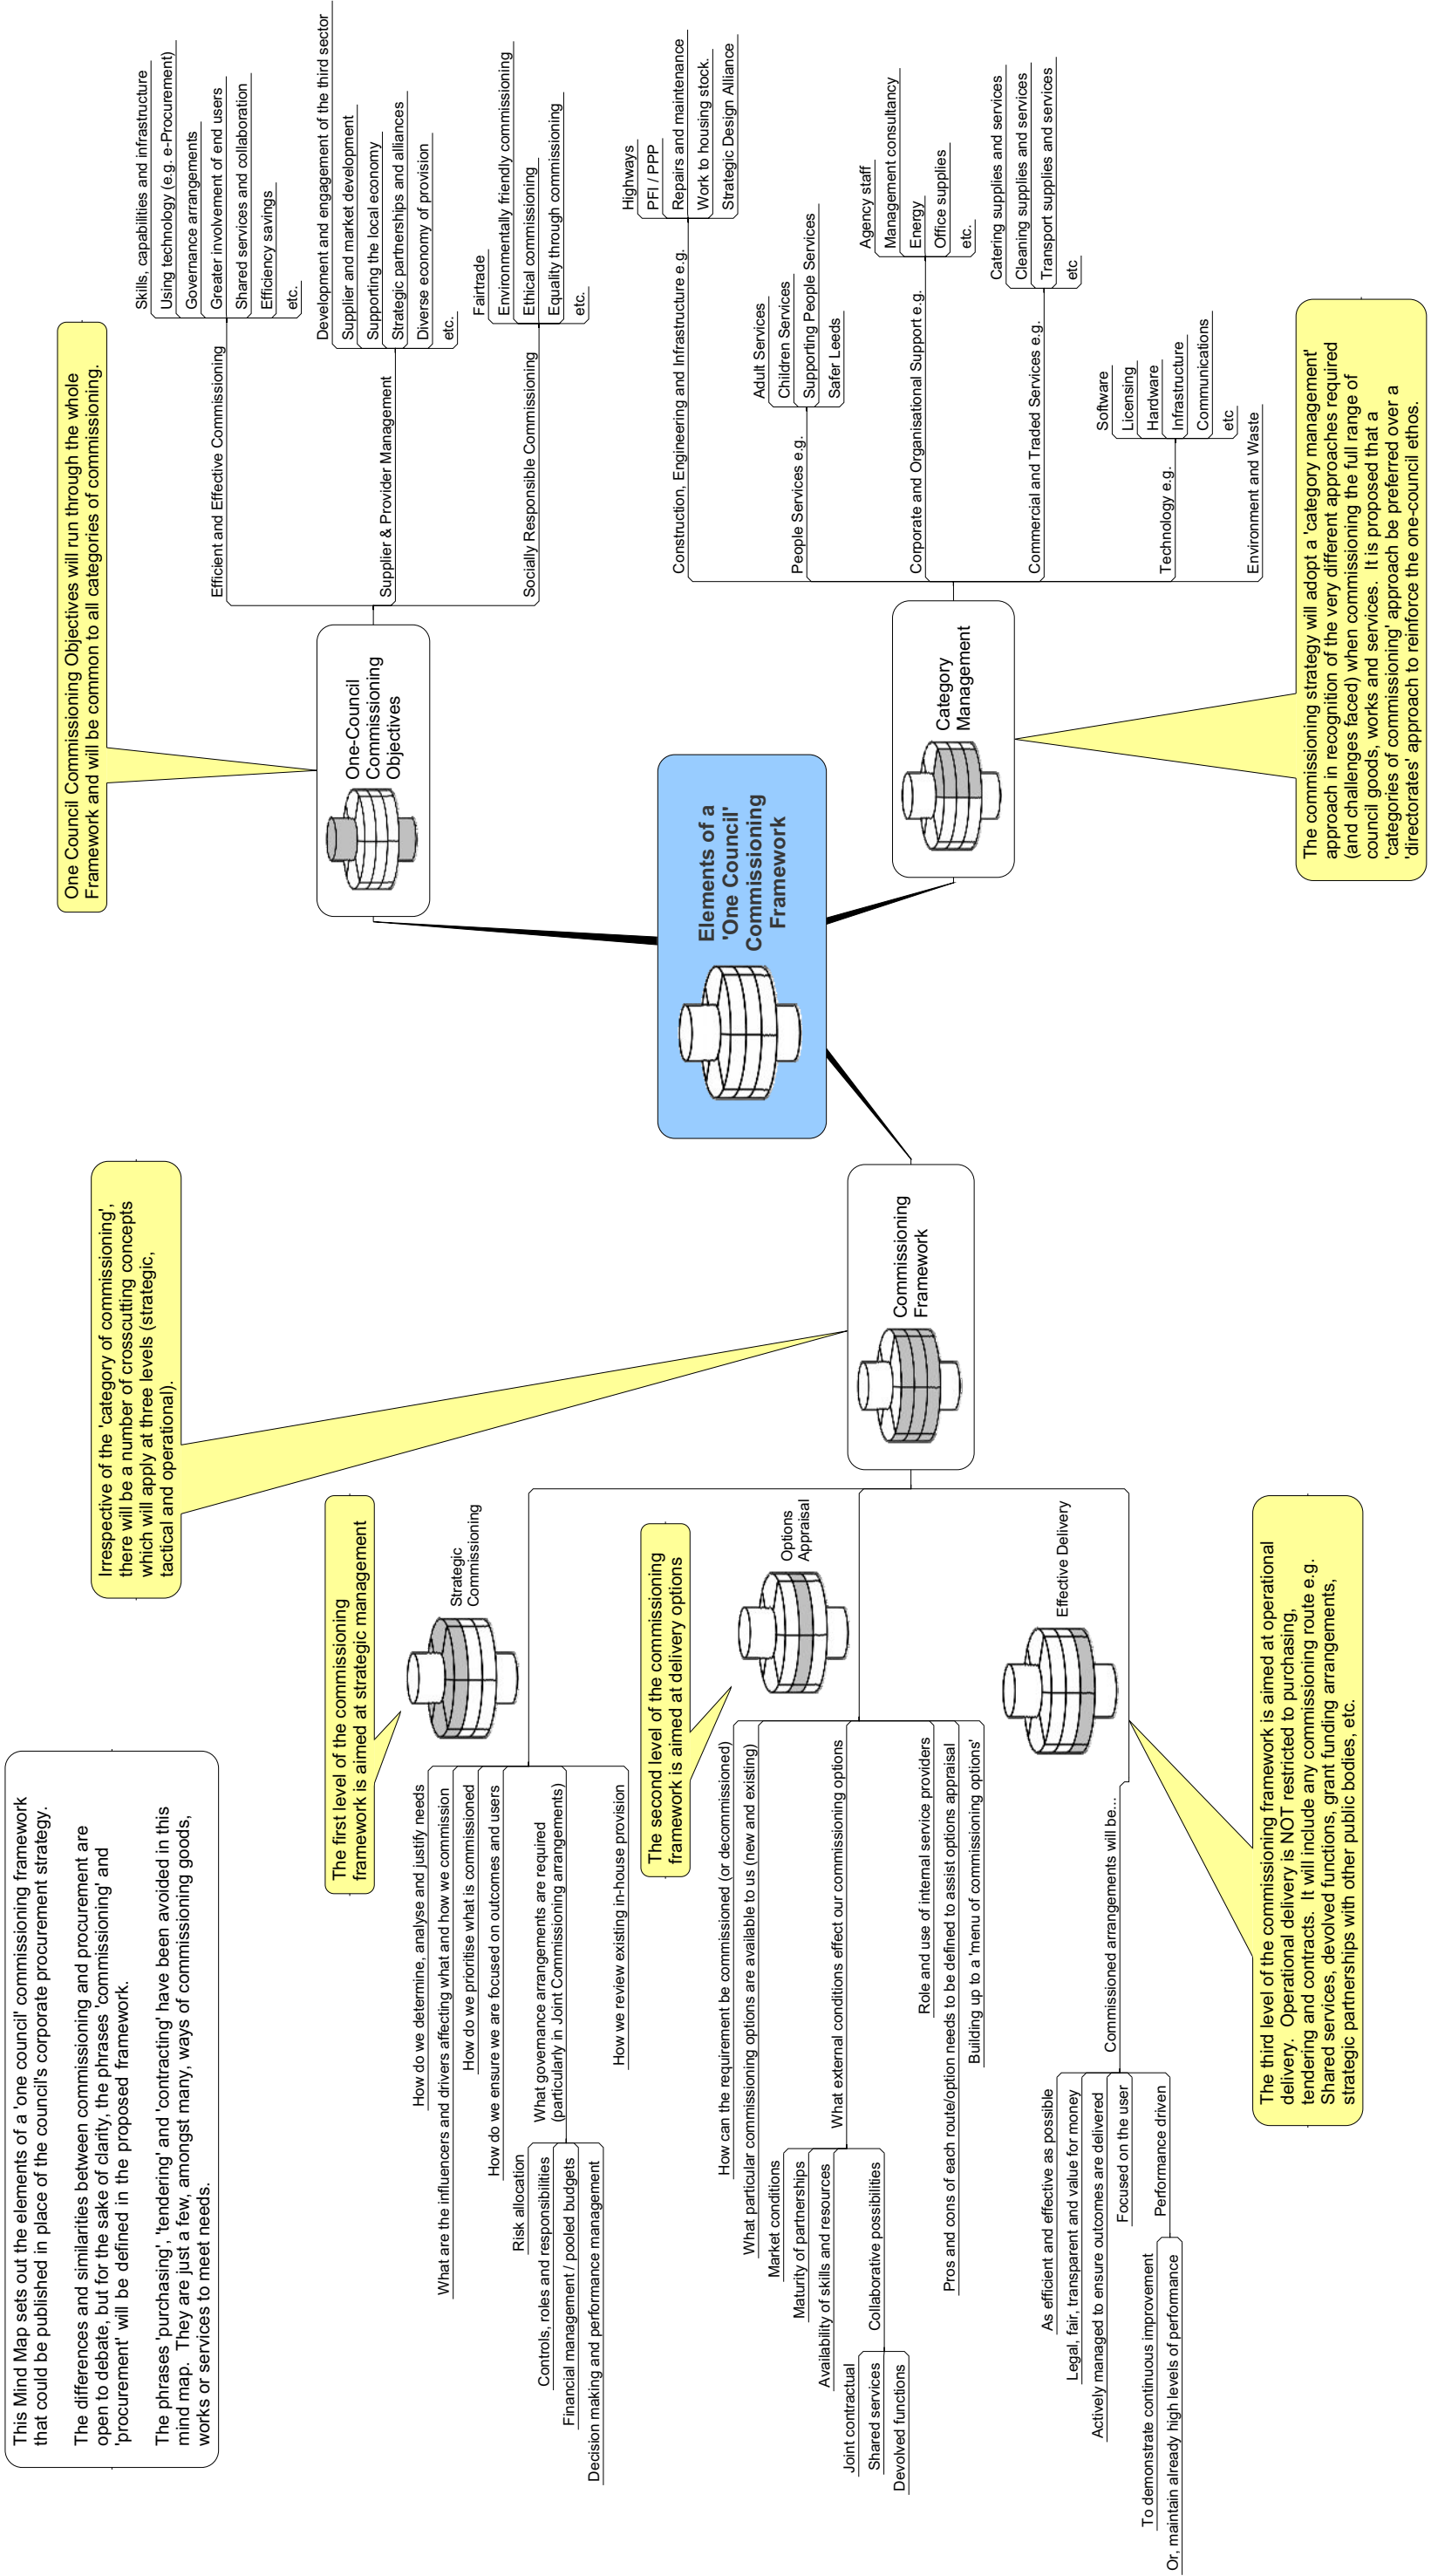 This Mind Map sets out the elements of a 'one council' commissioning framework
that could be published in place of the council's corporate procurement strategy.
The differences and similarities between commissioning and procurement are
open to debate, but for the sake of clarity, the phrases 'commissioning' and
'procurement' will be defined in the proposed framework.
The phrases 'purchasing', 'tendering' and 'contracting' have been avoided in this
mind map.  They are just a few, amongst many, ways of commissioning goods,
works or services to meet needs.
Irrespective of the 'category of commissioning',
there will be a number of crosscutting concepts
which will apply at three levels (strategic,
tactical and operational).
One Council Commissioning Objectives will run through the whole
Framework and will be common to all categories of commissioning.
Elements of a
'One Council'
Commissioning
Framework
One-Council
Commissioning
Objectives
Efficient and Effective Commissioning
Skills, capabilities and infrastructure
Using technology (e.g. e-Procurement)
Governance arrangements
Greater involvement of end users
Shared services and collaboration
Efficiency savings
etc.
Supplier & Provider Management
Development and engagement of the third sector
Supplier and market development
Supporting the local economy
Strategic partnerships and alliances
Diverse economy of provision
etc.
Socially Responsible Commissioning
Fairtrade
Environmentally friendly commissioning
Ethical commissioning
Equality through commissioning
etc.
Category
Management
Construction, Engineering and Infrastructure e.g.
Highways
PFI / PPP
Repairs and maintenance
Work to housing stock.
Strategic Design Alliance
People Services e.g.
Adult Services
Children Services
Supporting People Services
Safer Leeds
Corporate and Organisational Support e.g.
Agency staff
Management consultancy
Energy
Office supplies
etc.
Commercial and Traded Services e.g.
Catering supplies and services
Cleaning supplies and services
Transport supplies and services
etc
Technology e.g.
Software
Licensing
Hardware
Infrastructure
Communications
etc
Environment and Waste
The commissioning strategy will adopt a 'category management'
approach in recognition of the very different approaches required
(and challenges faced) when commissioning the full range of
council goods, works and services.  It is proposed that a
'categories of commissioning' approach be preferred over a
'directorates' approach to reinforce the one-council ethos.
Commissioning
Framework
The first level of the commissioning
framework is aimed at strategic management
Strategic
Commissioning
How do we determine, analyse and justify needs
What are the influencers and drivers affecting what and how we commission
How do we prioritise what is commissioned
How do we ensure we are focused on outcomes and users
What governance arrangements are required
(particularly in Joint Commissioning arrangements)
Risk allocation
Controls, roles and responsibilities
Financial management / pooled budgets
Decision making and performance management
How we review existing in-house provision
The second level of the commissioning
framework is aimed at delivery options
Options
Appraisal
How can the requirement be commissioned (or decommissioned)
What particular commissioning options are available to us (new and existing)
What external conditions effect our commissioning options
Market conditions
Maturity of partnerships
Availability of skills and resources
Collaborative possibilities
Joint contractual
Shared services
Devolved functions
Role and use of internal service providers
Pros and cons of each route/option needs to be defined to assist options appraisal
Building up to a 'menu of commissioning options'
Effective Delivery
Commissioned arrangements will be...
As efficient and effective as possible
Legal, fair, transparent and value for money
Actively managed to ensure outcomes are delivered
Focused on the user
Performance driven
To demonstrate continuous improvement
Or, maintain already high levels of performance
The third level of the commissioning framework is aimed at operational
delivery.  Operational delivery is NOT restricted to purchasing,
tendering and contracts.  It will include any commissioning route e.g.
Shared services, devolved functions, grant funding arrangements,
strategic partnerships with other public bodies, etc.